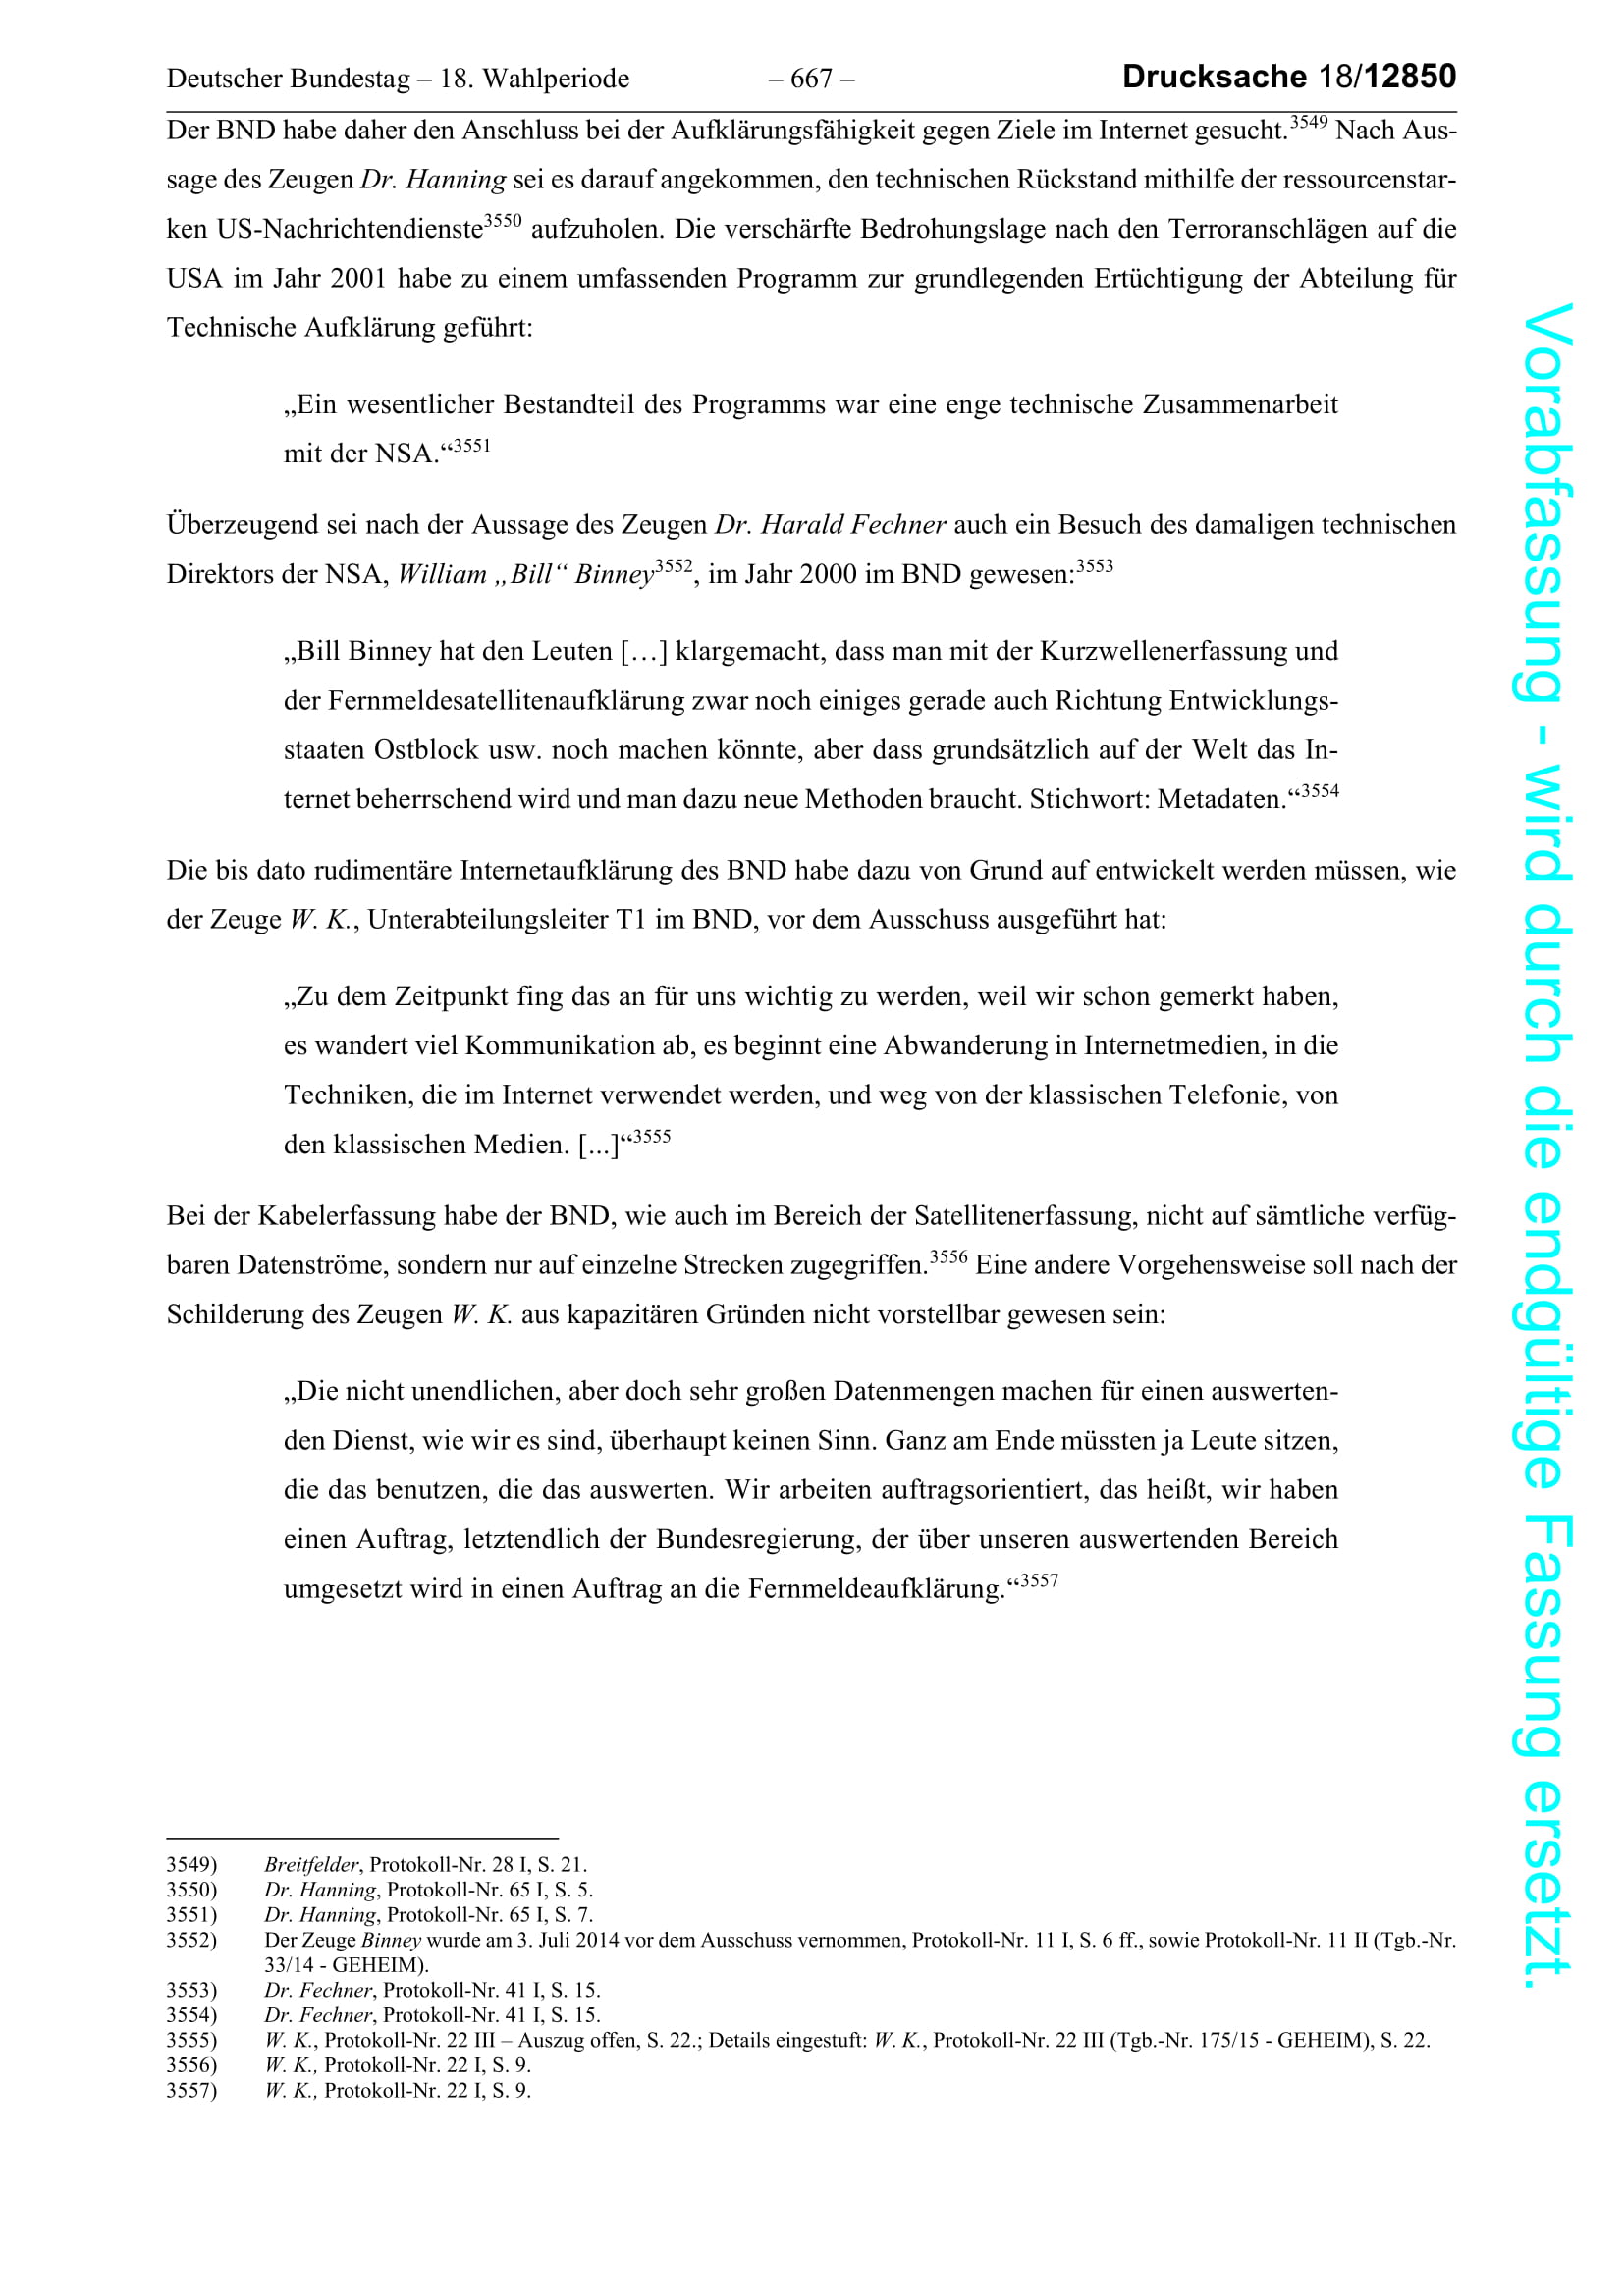 Deutscher Bundestag – 18. Wahlperiode – 667 – Drucksache 18/12850
Der BND habe daher den Anschluss bei der Aufklärungsfähigkeit gegen Ziele im Internet gesucht.3549 Nach Aus-
sage des Zeugen Dr. Hanning sei es darauf angekommen, den technischen Rückstand mithilfe der ressourcenstar-
ken US-Nachrichtendienste3550 aufzuholen. Die verschärfte Bedrohungslage nach den Terroranschlägen auf die
USA im Jahr 2001 habe zu einem umfassenden Programm zur grundlegenden Ertüchtigung der Abteilung für
Technische Aufklärung geführt:
„Ein wesentlicher Bestandteil des Programms war eine enge technische Zusammenarbeit
mit der NSA.“3551
Überzeugend sei nach der Aussage des Zeugen Dr. Harald Fechner auch ein Besuch des damaligen technischen
Direktors der NSA, William „Bill“ Binney3552, im Jahr 2000 im BND gewesen:3553
„Bill Binney hat den Leuten […] klargemacht, dass man mit der Kurzwellenerfassung und
der Fernmeldesatellitenaufklärung zwar noch einiges gerade auch Richtung Entwicklungs-
staaten Ostblock usw. noch machen könnte, aber dass grundsätzlich auf der Welt das In-
ternet beherrschend wird und man dazu neue Methoden braucht. Stichwort: Metadaten.“3554
Die bis dato rudimentäre Internetaufklärung des BND habe dazu von Grund auf entwickelt werden müssen, wie
der Zeuge W. K., Unterabteilungsleiter T1 im BND, vor dem Ausschuss ausgeführt hat:
„Zu dem Zeitpunkt fing das an für uns wichtig zu werden, weil wir schon gemerkt haben,
es wandert viel Kommunikation ab, es beginnt eine Abwanderung in Internetmedien, in die
Techniken, die im Internet verwendet werden, und weg von der klassischen Telefonie, von
den klassischen Medien. [...]“3555
Bei der Kabelerfassung habe der BND, wie auch im Bereich der Satellitenerfassung, nicht auf sämtliche verfüg-
baren Datenströme, sondern nur auf einzelne Strecken zugegriffen.3556 Eine andere Vorgehensweise soll nach der
Schilderung des Zeugen W. K. aus kapazitären Gründen nicht vorstellbar gewesen sein:
„Die nicht unendlichen, aber doch sehr großen Datenmengen machen für einen auswerten-
den Dienst, wie wir es sind, überhaupt keinen Sinn. Ganz am Ende müssten ja Leute sitzen,
die das benutzen, die das auswerten. Wir arbeiten auftragsorientiert, das heißt, wir haben
einen Auftrag, letztendlich der Bundesregierung, der über unseren auswertenden Bereich
umgesetzt wird in einen Auftrag an die Fernmeldeaufklärung.“3557
3549) Breitfelder, Protokoll-Nr. 28 I, S. 21.
3550) Dr. Hanning, Protokoll-Nr. 65 I, S. 5.
3551) Dr. Hanning, Protokoll-Nr. 65 I, S. 7.
3552) Der Zeuge Binney wurde am 3. Juli 2014 vor dem Ausschuss vernommen, Protokoll-Nr. 11 I, S. 6 ff., sowie Protokoll-Nr. 11 II (Tgb.-Nr.
33/14 - GEHEIM).
3553) Dr. Fechner, Protokoll-Nr. 41 I, S. 15.
3554) Dr. Fechner, Protokoll-Nr. 41 I, S. 15.
3555) W. K., Protokoll-Nr. 22 III – Auszug offen, S. 22.; Details eingestuft: W. K., Protokoll-Nr. 22 III (Tgb.-Nr. 175/15 - GEHEIM), S. 22.
3556) W. K., Protokoll-Nr. 22 I, S. 9.
3557) W. K., Protokoll-Nr. 22 I, S. 9.
Vorabfassung - wird durch die endgültige Fassung ersetzt.